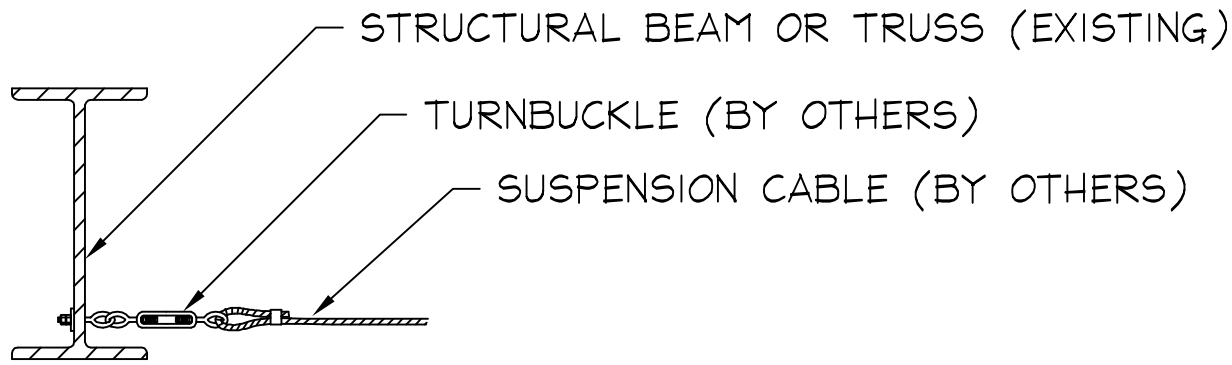 STRUCTURAL BEAM OR TRUSS (EXISTING)
TURNBUCKLE (BY OTHERS)
SUSPENSION CABLE (BY OTHERS)